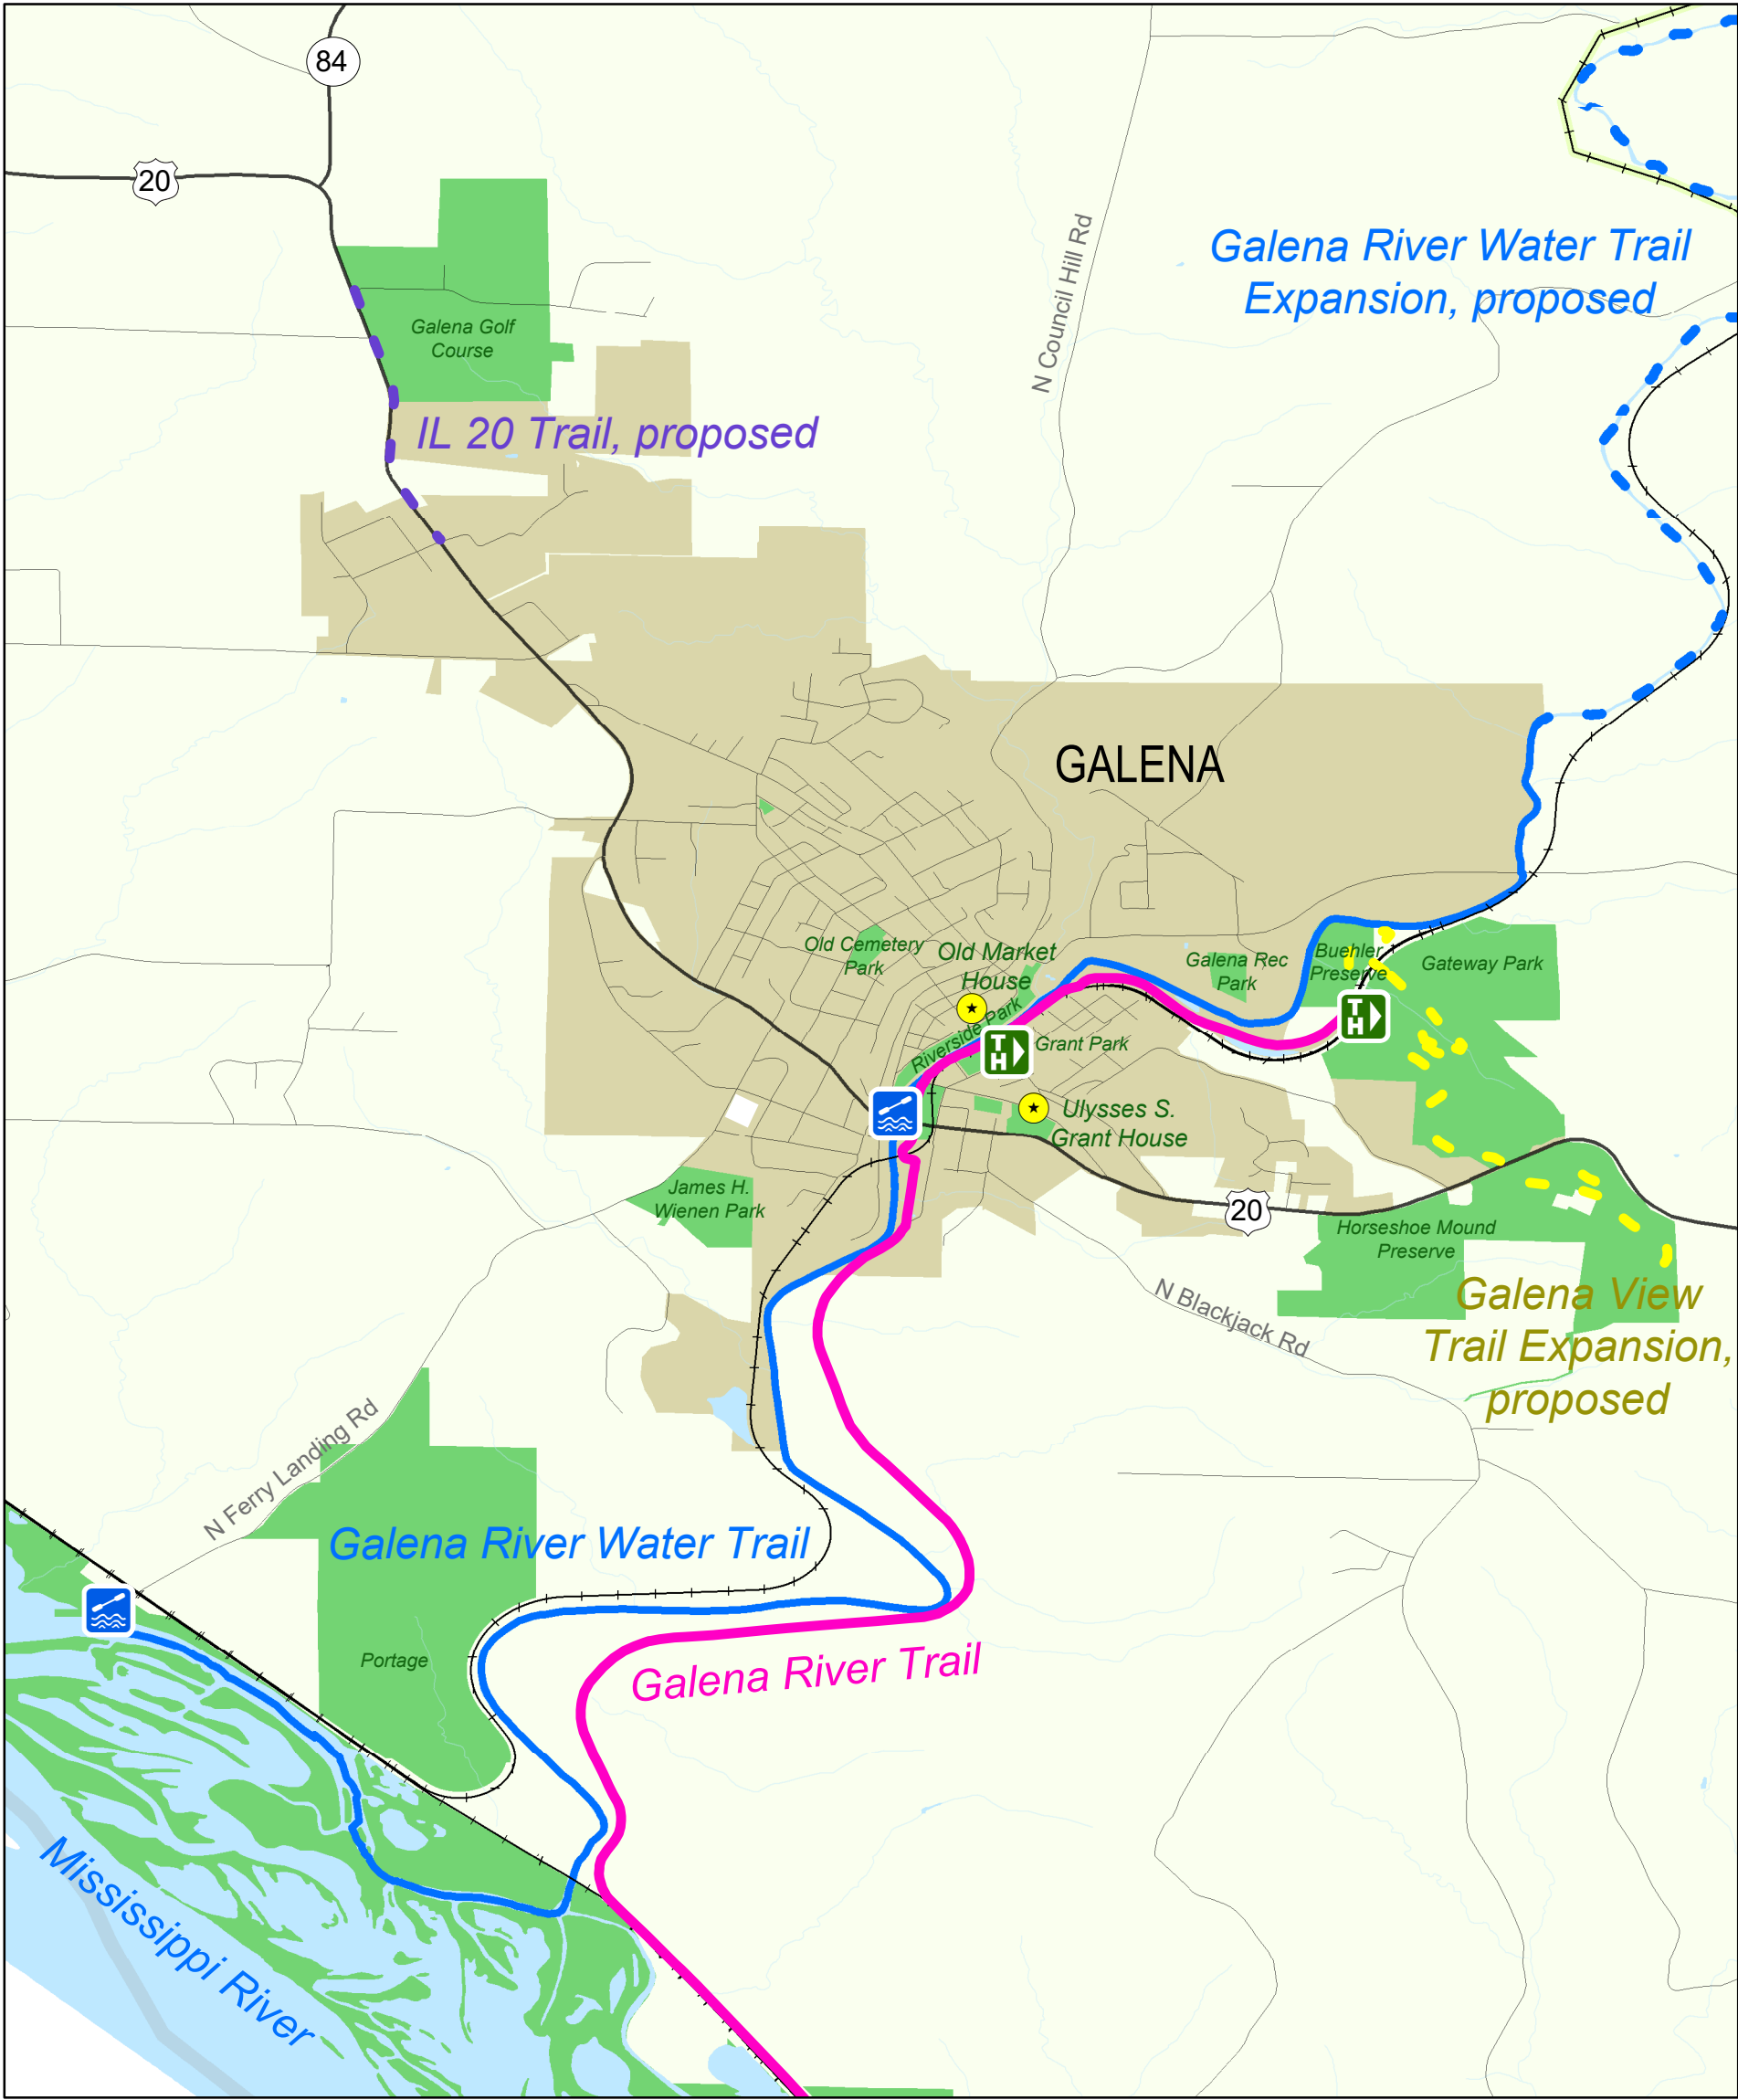 84
20
Galena River Water Trail
Expansion, proposed
N Council Hill Rd
Galena Golf
Course
IL 20 Trail, proposed
GALENA
Old Cemetery
Park
Old Market
House
Galena Rec
Park
Buehler
Preserve
Gateway Park
Riverside Park
TH
Grant Park
TH
Ulysses S.
Grant House
James H.
Wienen Park
20
Horseshoe Mound
Preserve
N Blackjack Rd
Galena View
Trail Expansion,
proposed
N Ferry Landing Rd
Galena River Water Trail
Portage
Galena River Trail
Mississippi River